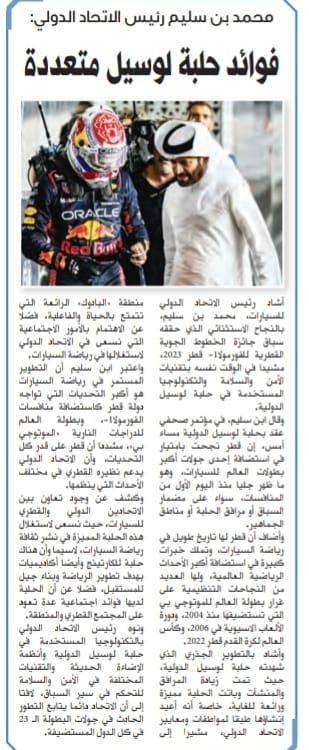 محمد بن سليم رئيس الاتحاد الدولي:
فوائد حلبة لوسيل متعددة
ORACLE
Red Bull
أشاد رئيس الاتحاد الدولي
للسيارات، محمد بن سليم،
بالنجاح الاستثنائي الذي حققه
سباق جائزة الخطوط الجوية
القطرية للفورمولا1- قطر 2023،
مشيدا في الوقت نفسه بتقنيات
الأمن والسلامة والتكنولوجيا
المستخدمة في حلبة لوسيل
الدولية.
وقال ابن سليم، في مؤتمر صحفي
عقد بحلبة لوسيل الدولية مساء
أمس، إن قطر نجحت بامتياز
في استضافة إحدى جولات أكبر
بطولات العالم للسيارات، وهو
ما ظهر جليا منذ اليوم الأول من
المنافسات، سواء على مضمار
السباق أو مرافق الحلبة أو مناطق
الجماهير.
وأضاف أن قطر لها تاريخ طويل في
رياضة السيارات، وتملك خبرات
كبيرة في استضافة أكبر الأحداث
الرياضية العالمية، ولها العديد
من النجاحات التنظيمية على
غرار بطولة العالم للموتوجي بي
التي تستضيفها منذ 2004، ودورة
الألعاب الآسيوية في 2006، وكأس
العالم لكرة القدم قطر 2022.
وأشاد بالتطوير الجذري الذي
شهدته حلبة لوسيل الدولية،
حيث تمت زيادة المرافق
والمنشآت وباتت الحلبة مميزة
ورائعة للغاية، خاصة أنه أعيد
إنشاؤها طبقا لمواصفات ومعايير
الاتحاد الدولي، مشيرا إلى
منطقة «البادوك» الرائعة التي
تتمتع بالحياة والفاعلية، فضلا
عن الاهتمام بالأمور الاجتماعية
التي نسعى في الاتحاد الدولي
لاستغلالها في رياضة السيارات.
واعتبر ابن سليم أن التطوير
المستمر في رياضة السيارات
هو أكبر التحديات التي تواجه
دولة قطر كاستضافة منافسات
الفورمولا1-، وبطولة العالم
للدراجات النارية «الموتوجي
بي»، مشددا أن قطر على قدر كل
التحديات، وأن الاتحاد الدولي
يدعم نظيره القطري في مختلف
الأحداث التي ينظمها.
وكشف عن وجود تعاون بين
الاتحادين الدولي والقطري
للسيارات، حيث نسعى لاستغلال
هذه الحلبة المميزة في نشر ثقافة
رياضة السيارات، لاسيما وأن هناك
حلبة للكارتينج وأيضا أكاديميات
بهدف تطوير الرياضة وبناء جيل
للمستقبل، فضلا عن أن الحلبة
لديها فوائد اجتماعية عدة تعود
على المجتمع القطري والمنطقة.
ونوه رئيس الاتحاد الدولي
بالتكنولوجيا المستخدمة في
حلبة لوسيل الدولية وأنظمة
الإضاءة الحديثة والتقنيات
المختلفة في الأمن والسلامة
للتحكم في سير السباق، لافتا
إلى أن الاتحاد دائما يتابع التطور
الحادث في جولات البطولة الـ 23
في كل الدول المستضيفة.